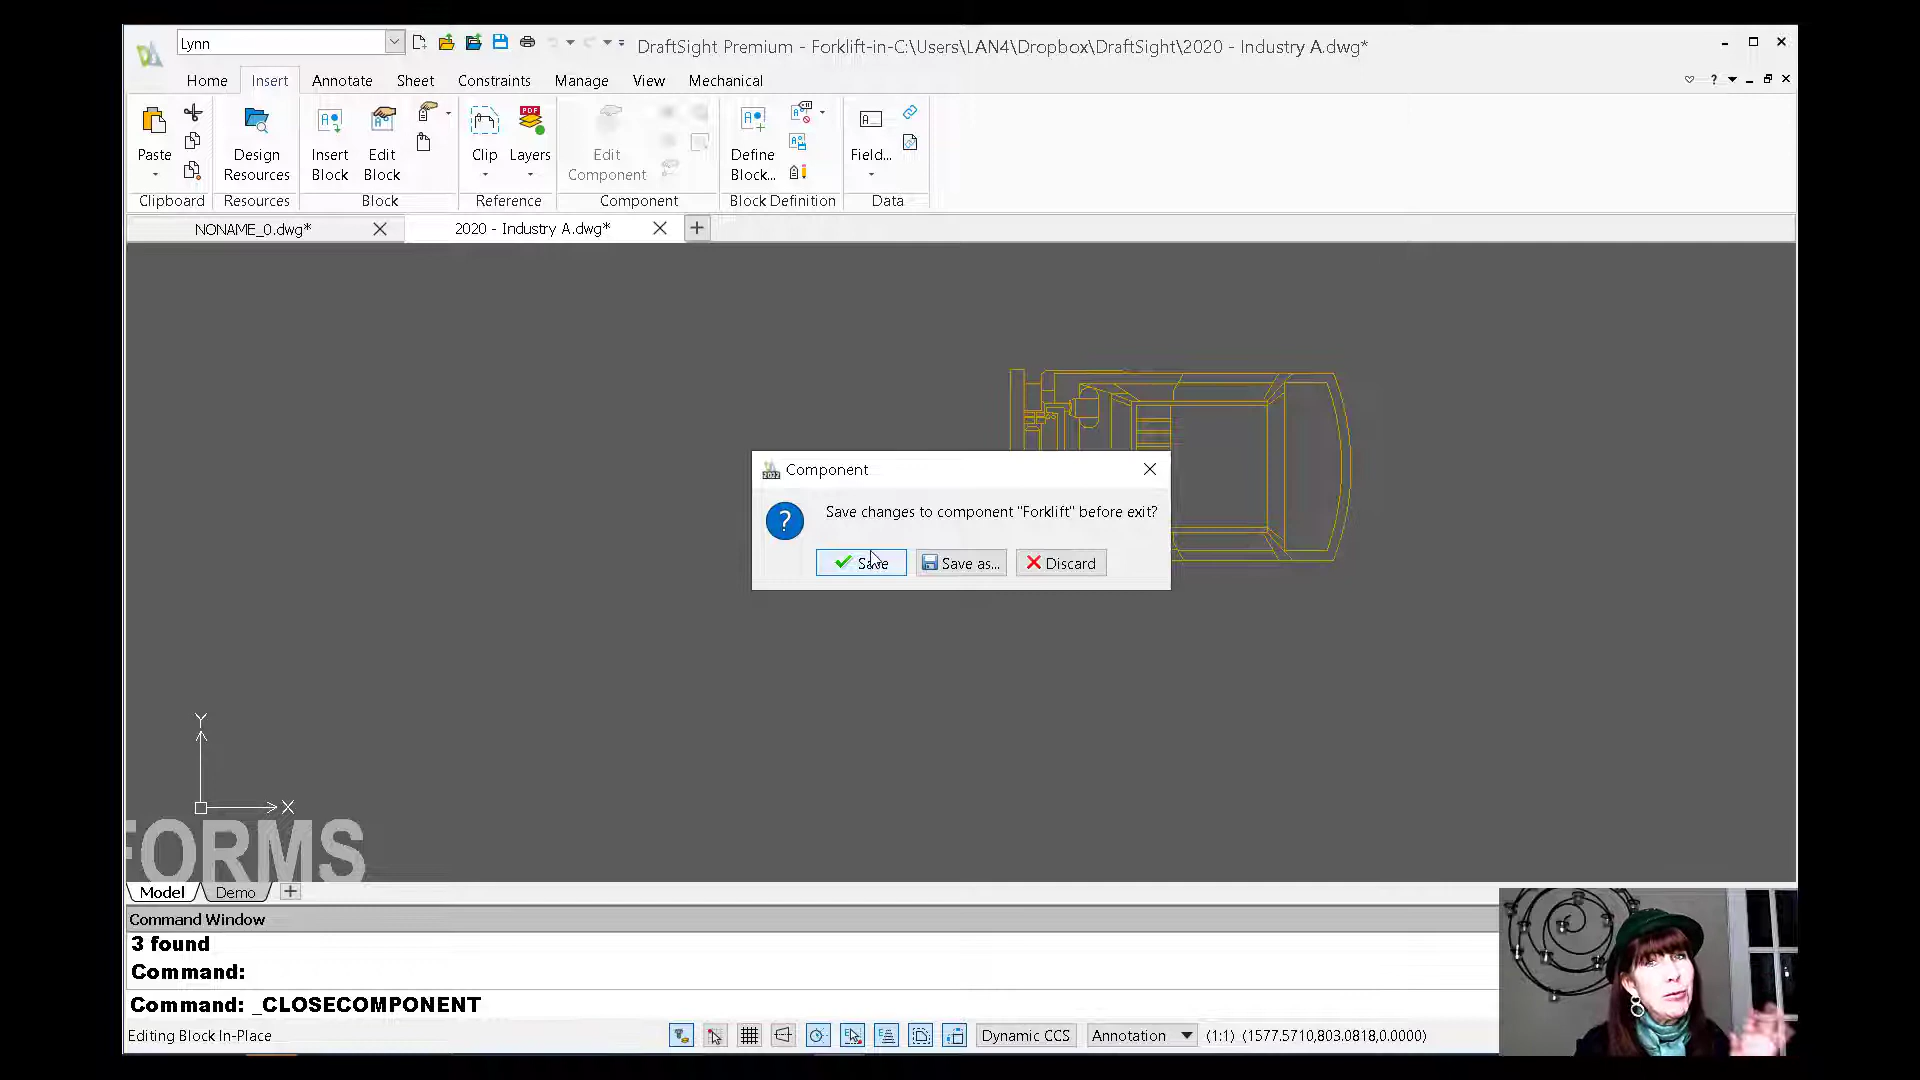 Lynn
DraftSight Premium - Forklift-in-C:\Users\LAN4\Dropbox\DraftSight\2020 - Industry A.dwg*
Home Insert Annotate Sheet Constraints Manage View Mechanical
Paste
Design Resources
Insert Block
Edit Block
Clip
Layers
Edit Component
Define Block...
Field...
Clipboard Resources Block Reference Component Block Definition Data
NONAME_0.dwg* 2020 - Industry A.dwg*
Component
Save changes to component "Forklift" before exit?
Save Save as... Discard
Y
X
FORMS
Model Demo
Command Window
3 found
Command:
Command: _CLOSECOMPONENT
Editing Block In-Place Dynamic CCS Annotation (1:1) (1577.5710,803.0818,0.0000)